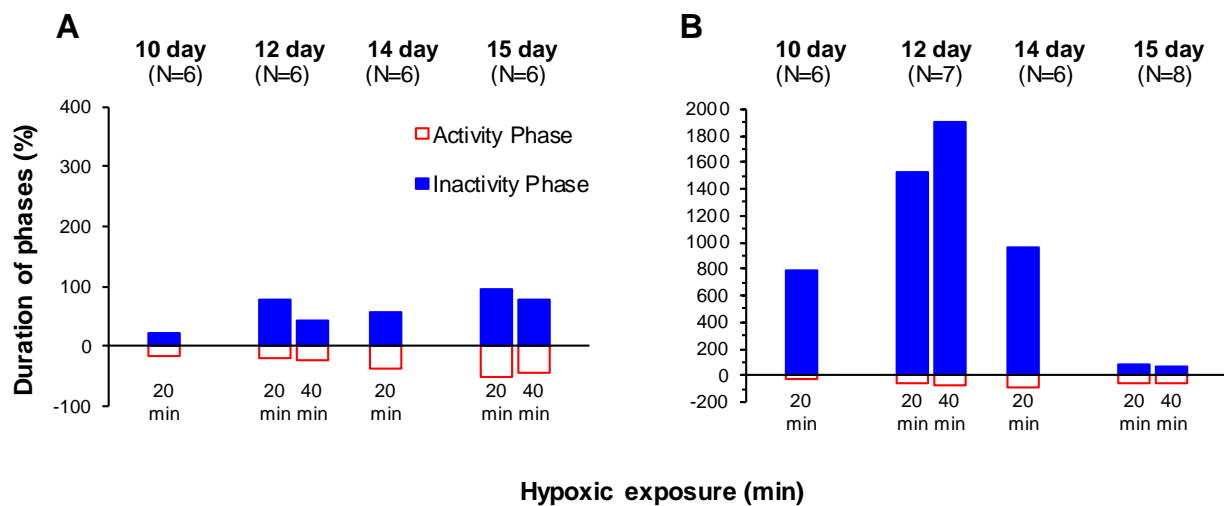 A
10 day 12 day 14 day 15 day
(N=6) (N=6) (N=6) (N=6)
400
300
200
100
0
-100
Duration of phases (%)
Activity Phase
Inactivity Phase
20 20 40 20 20 40
min min min min min min
B
10 day 12 day 14 day 15 day
(N=6) (N=7) (N=6) (N=8)
2000
1800
1600
1400
1200
1000
800
600
400
200
0
-200
20 20 40 20 20 40
min min min min min min
Hypoxic exposure (min)